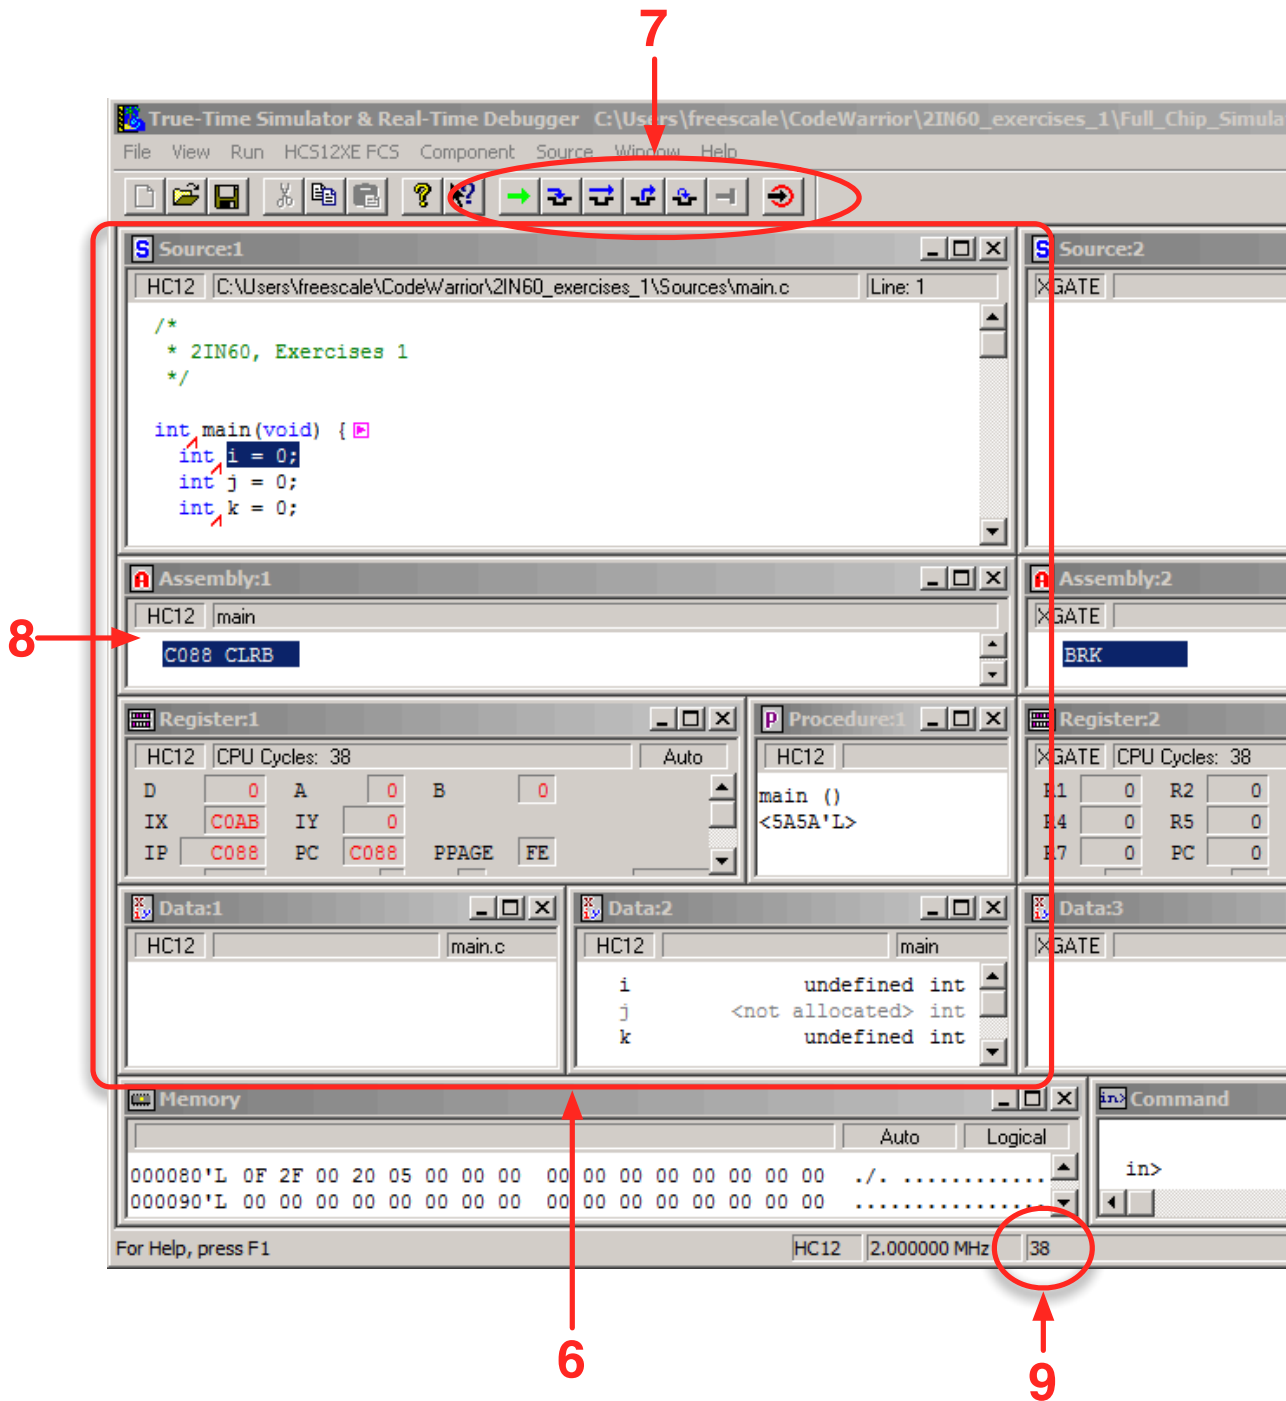 7
True-Time Simulator & Real-Time Debugger C:\Users\freescale\CodeWarrior\2IN60_exercises_1\Full_Chip_Simula
File View Run HCS12XE FCS Component Source Window Help
Source:1
Source:2
HC12 C:\Users\freescale\CodeWarrior\2IN60_exercises_1\Sources\main.c Line: 1
XGATE
/*
* 2IN60, Exercises 1
*/
int main(void) {
int i = 0;
int j = 0;
int k = 0;
Assembly:1
Assembly:2
8
HC12 main
XGATE
C088 CLRB
BRK
Register:1
Procedure:1
Register:2
HC12 CPU Cycles: 38 Auto
HC12
XGATE CPU Cycles: 38
D 0 A 0 B 0
IX C0AB IY 0
IP C088 PC C088 PPAGE FE
main ()
<5A5A'L>
R1 0 R2 0
R4 0 R5 0
R7 0 PC 0
Data:1
Data:2
Data:3
HC12 main.c
HC12 main
XGATE
i undefined int
j <not allocated> int
k undefined int
Memory
Command
Auto Logical
000080'L 0F 2F 00 20 05 00 00 00 00 00 00 00 00 00 00 00 ./. ............
000090'L 00 00 00 00 00 00 00 00 00 00 00 00 00 00 00 00 ................
in>
For Help, press F1
HC12 2.000000 MHz 38
6
9